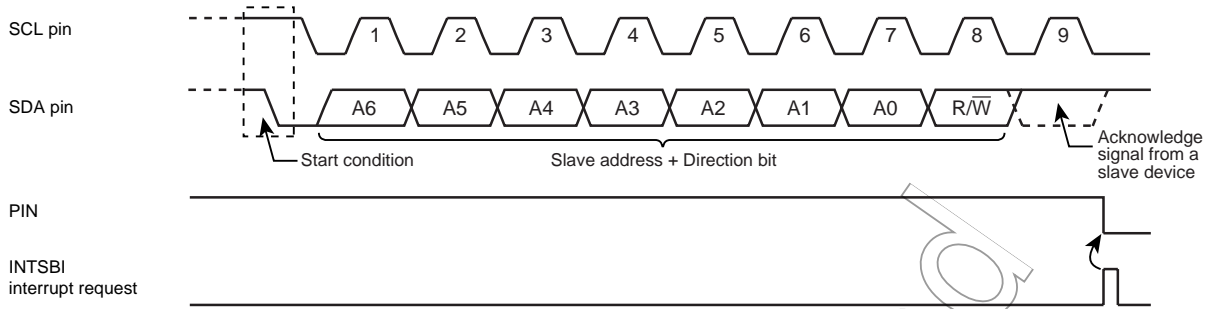 SCL pin
1 2 3 4 5 6 7 8 9
SDA pin
A6 A5 A4 A3 A2 A1 A0 R/W̅
Start condition
Slave address + Direction bit
Acknowledge
signal from a
slave device
PIN
INTSBI
interrupt request